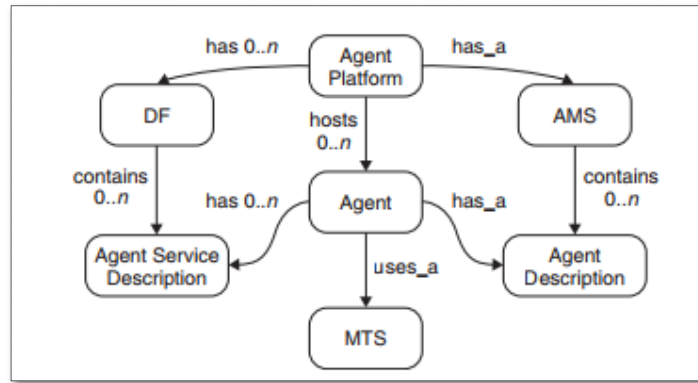 has 0..n
Agent
Platform
has_a
DF
hosts
0..n
AMS
contains
0..n
has 0..n
Agent
has_a
contains
0..n
Agent Service
Description
uses_a
Agent
Description
MTS